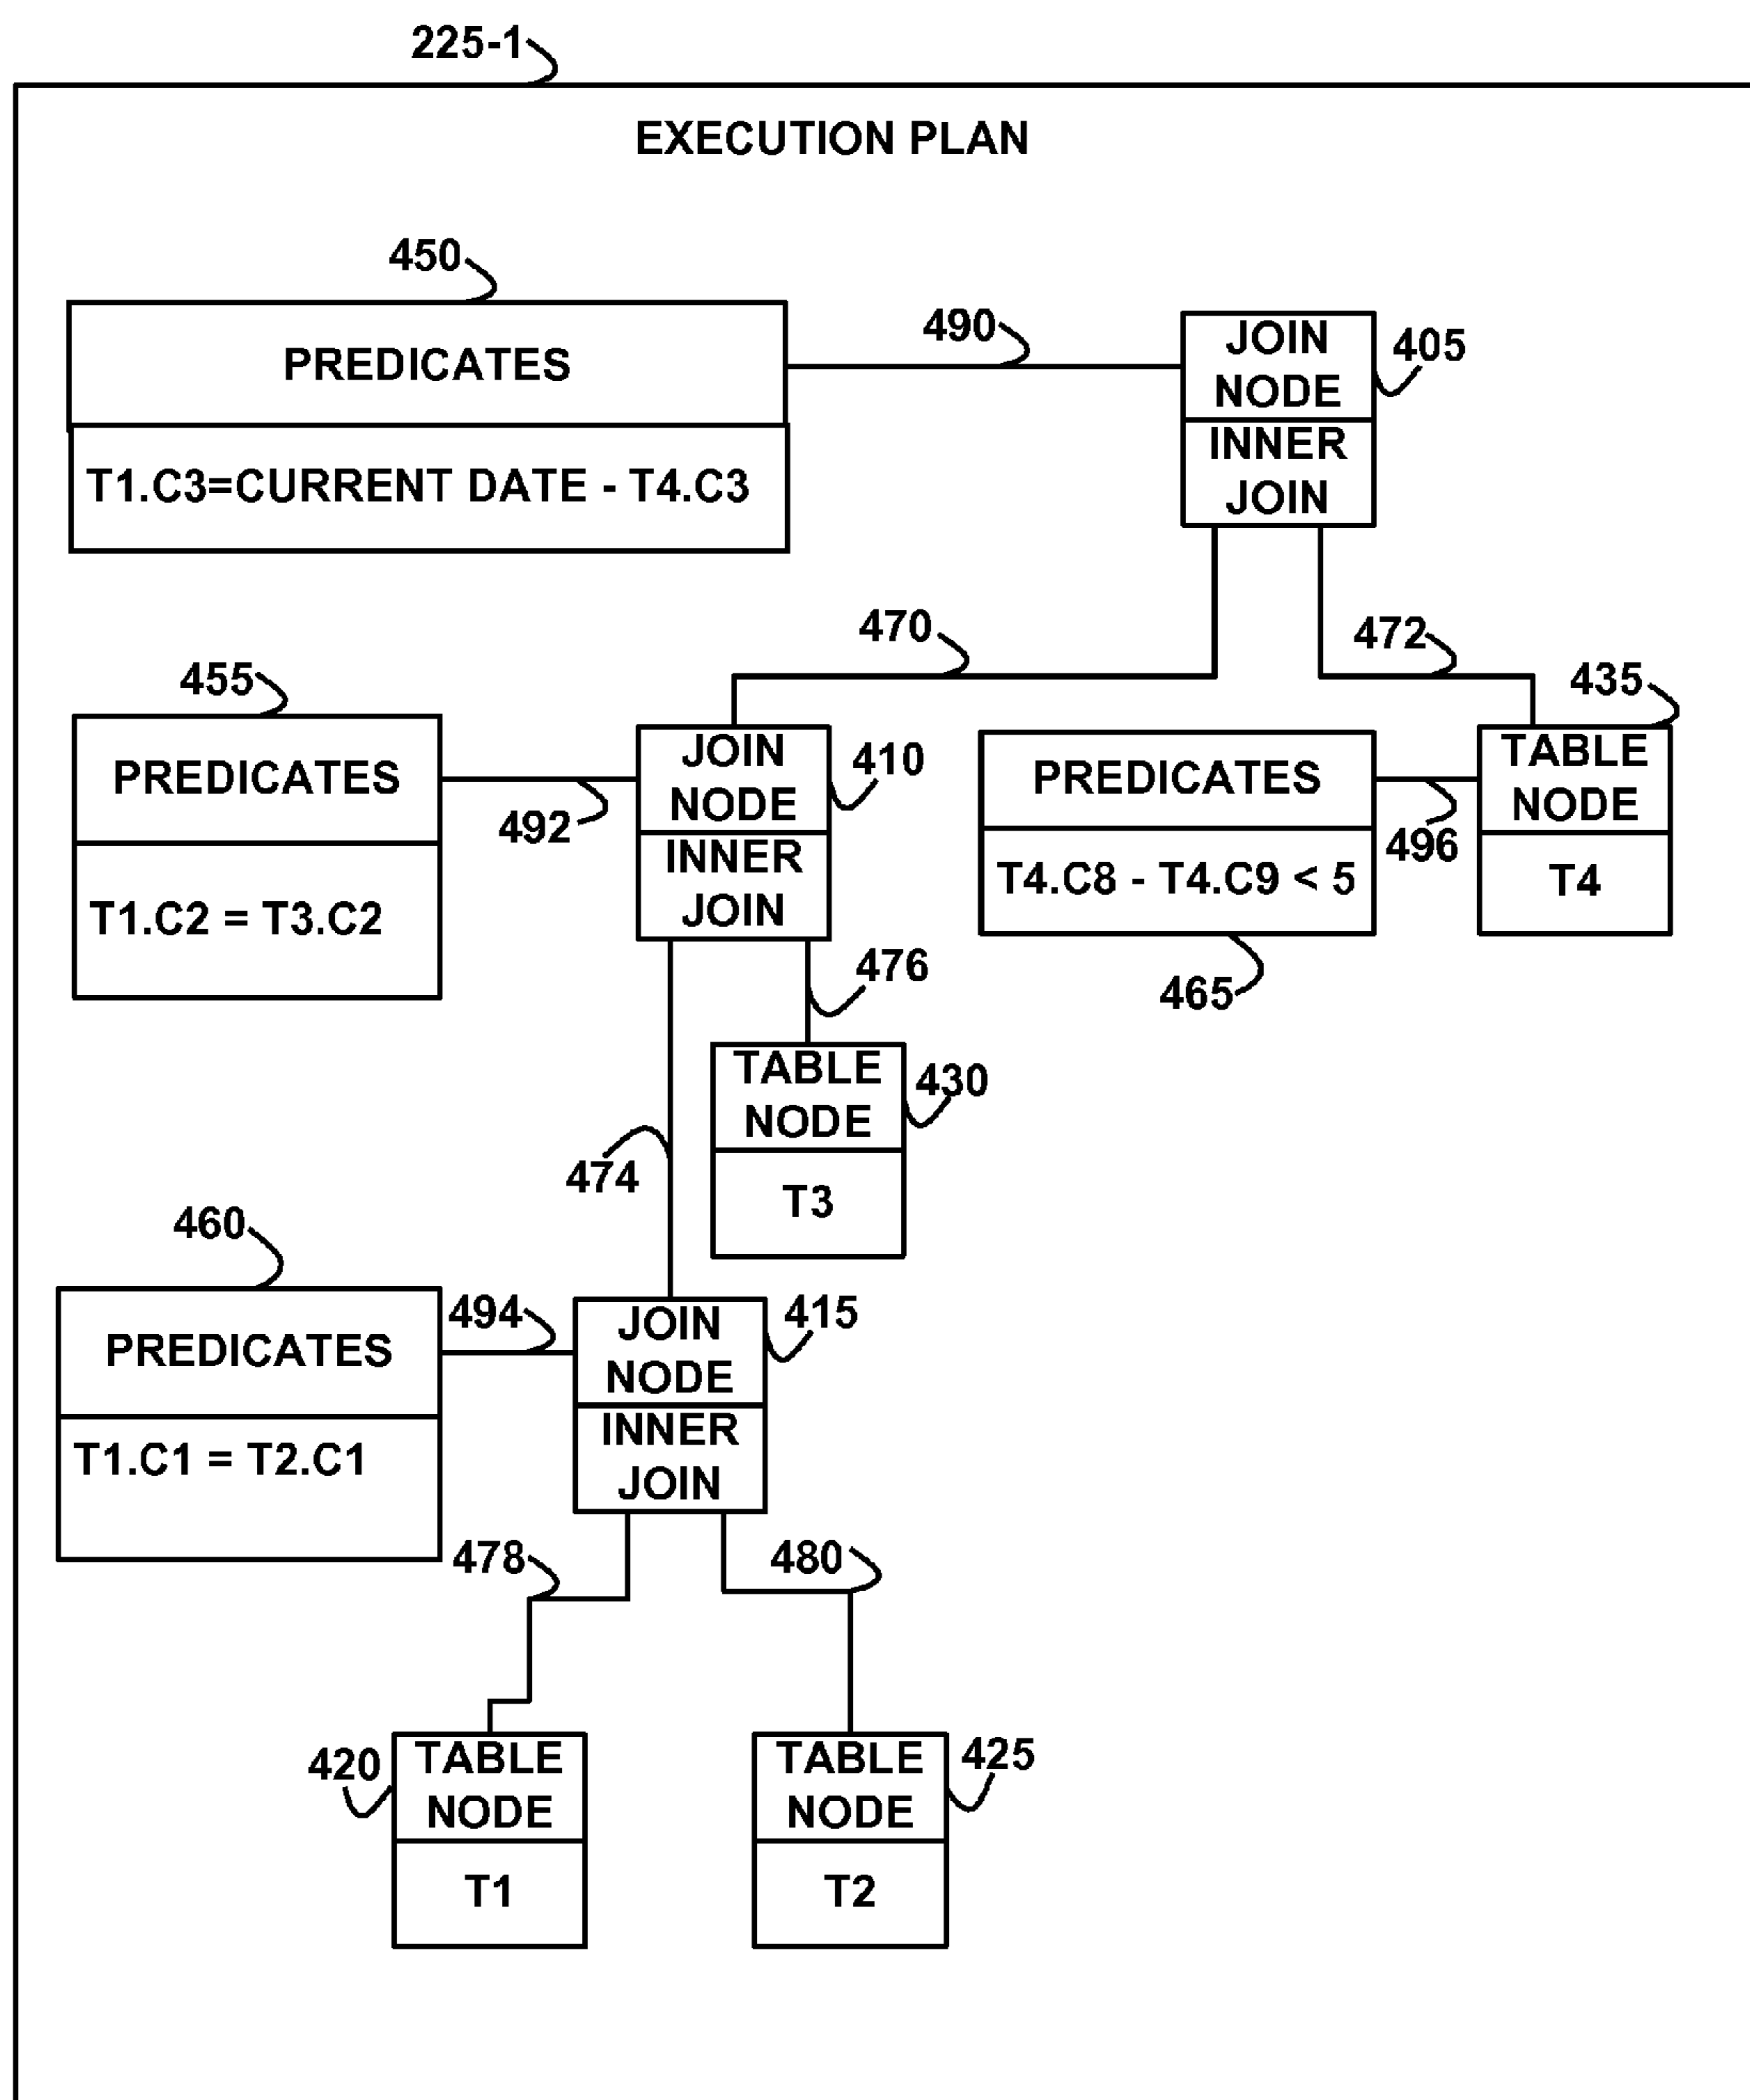 225-1
EXECUTION PLAN
450
PREDICATES
T1.C3=CURRENT DATE - T4.C3
490
JOIN
NODE
INNER
JOIN
405
470
472
455
PREDICATES
T1.C2 = T3.C2
492
JOIN
NODE
INNER
JOIN
410
PREDICATES
T4.C8 - T4.C9 < 5
465
496
435
TABLE
NODE
T4
476
474
TABLE
NODE
T3
430
460
PREDICATES
T1.C1 = T2.C1
494
JOIN
NODE
INNER
JOIN
415
478
480
420
TABLE
NODE
T1
TABLE
NODE
T2
425